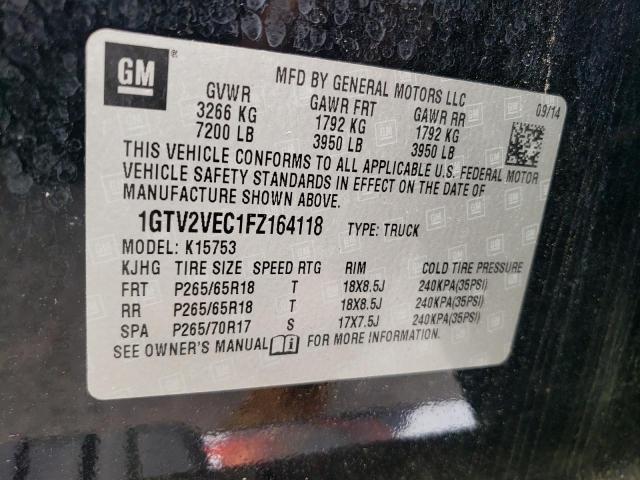 GM
MFD BY GENERAL MOTORS LLC
GVWR GAWR FRT GAWR RR 09/14
3266 KG 1792 KG 1792 KG
7200 LB 3950 LB 3950 LB
THIS VEHICLE CONFORMS TO ALL APPLICABLE U.S. FEDERAL MOTOR
VEHICLE SAFETY STANDARDS IN EFFECT ON THE DATE OF
MANUFACTURE SHOWN ABOVE.
1GTV2VEC1FZ164118 TYPE: TRUCK
MODEL: K15753
KJHG TIRE SIZE SPEED RTG RIM COLD TIRE PRESSURE
FRT P265/65R18 T 18X8.5J 240KPA(35PSI)
RR P265/65R18 T 18X8.5J 240KPA(35PSI)
SPA P265/70R17 S 17X7.5J 240KPA(35PSI)
SEE OWNER'S MANUAL FOR MORE INFORMATION.